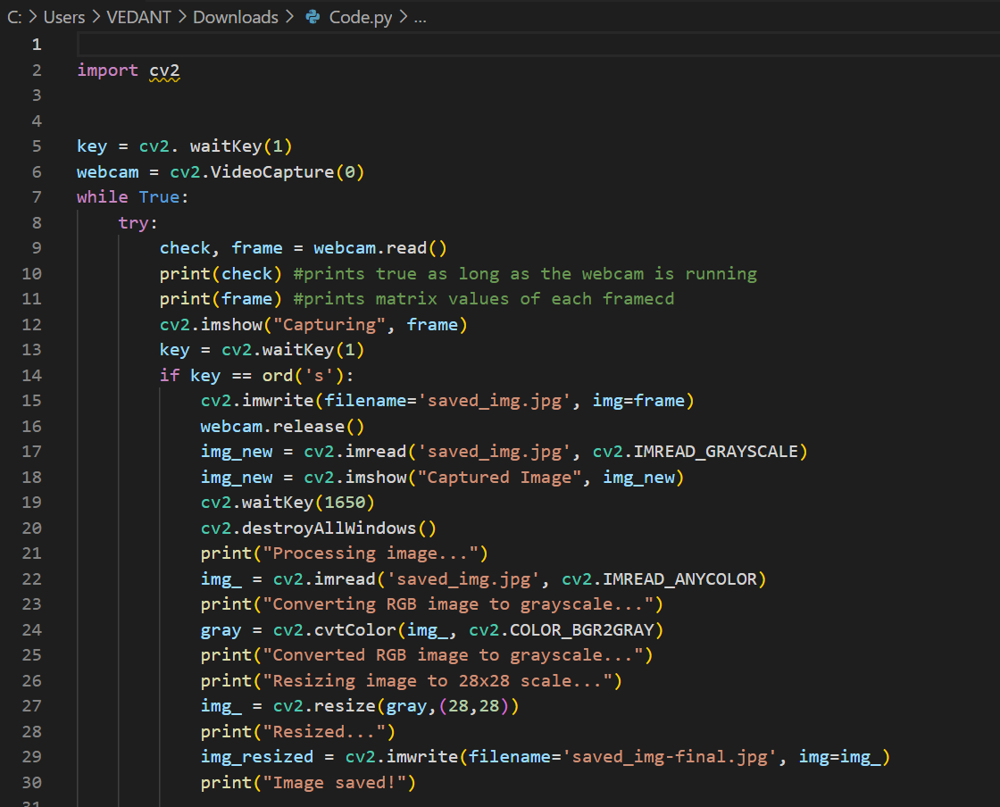 C: > Users > VEDANT > Downloads > Code.py > ...
1
2 import cv2
3
4
5 key = cv2. waitKey(1)
6 webcam = cv2.VideoCapture(0)
7 while True:
8     try:
9         check, frame = webcam.read()
10         print(check) #prints true as long as the webcam is running
11         print(frame) #prints matrix values of each framecd
12         cv2.imshow("Capturing", frame)
13         key = cv2.waitKey(1)
14         if key == ord('s'):
15             cv2.imwrite(filename='saved_img.jpg', img=frame)
16             webcam.release()
17             img_new = cv2.imread('saved_img.jpg', cv2.IMREAD_GRAYSCALE)
18             img_new = cv2.imshow("Captured Image", img_new)
19             cv2.waitKey(1650)
20             cv2.destroyAllWindows()
21             print("Processing image...")
22             img_ = cv2.imread('saved_img.jpg', cv2.IMREAD_ANYCOLOR)
23             print("Converting RGB image to grayscale...")
24             gray = cv2.cvtColor(img_, cv2.COLOR_BGR2GRAY)
25             print("Converted RGB image to grayscale...")
26             print("Resizing image to 28x28 scale...")
27             img_ = cv2.resize(gray,(28,28))
28             print("Resized...")
29             img_resized = cv2.imwrite(filename='saved_img-final.jpg', img=img_)
30             print("Image saved!")
31